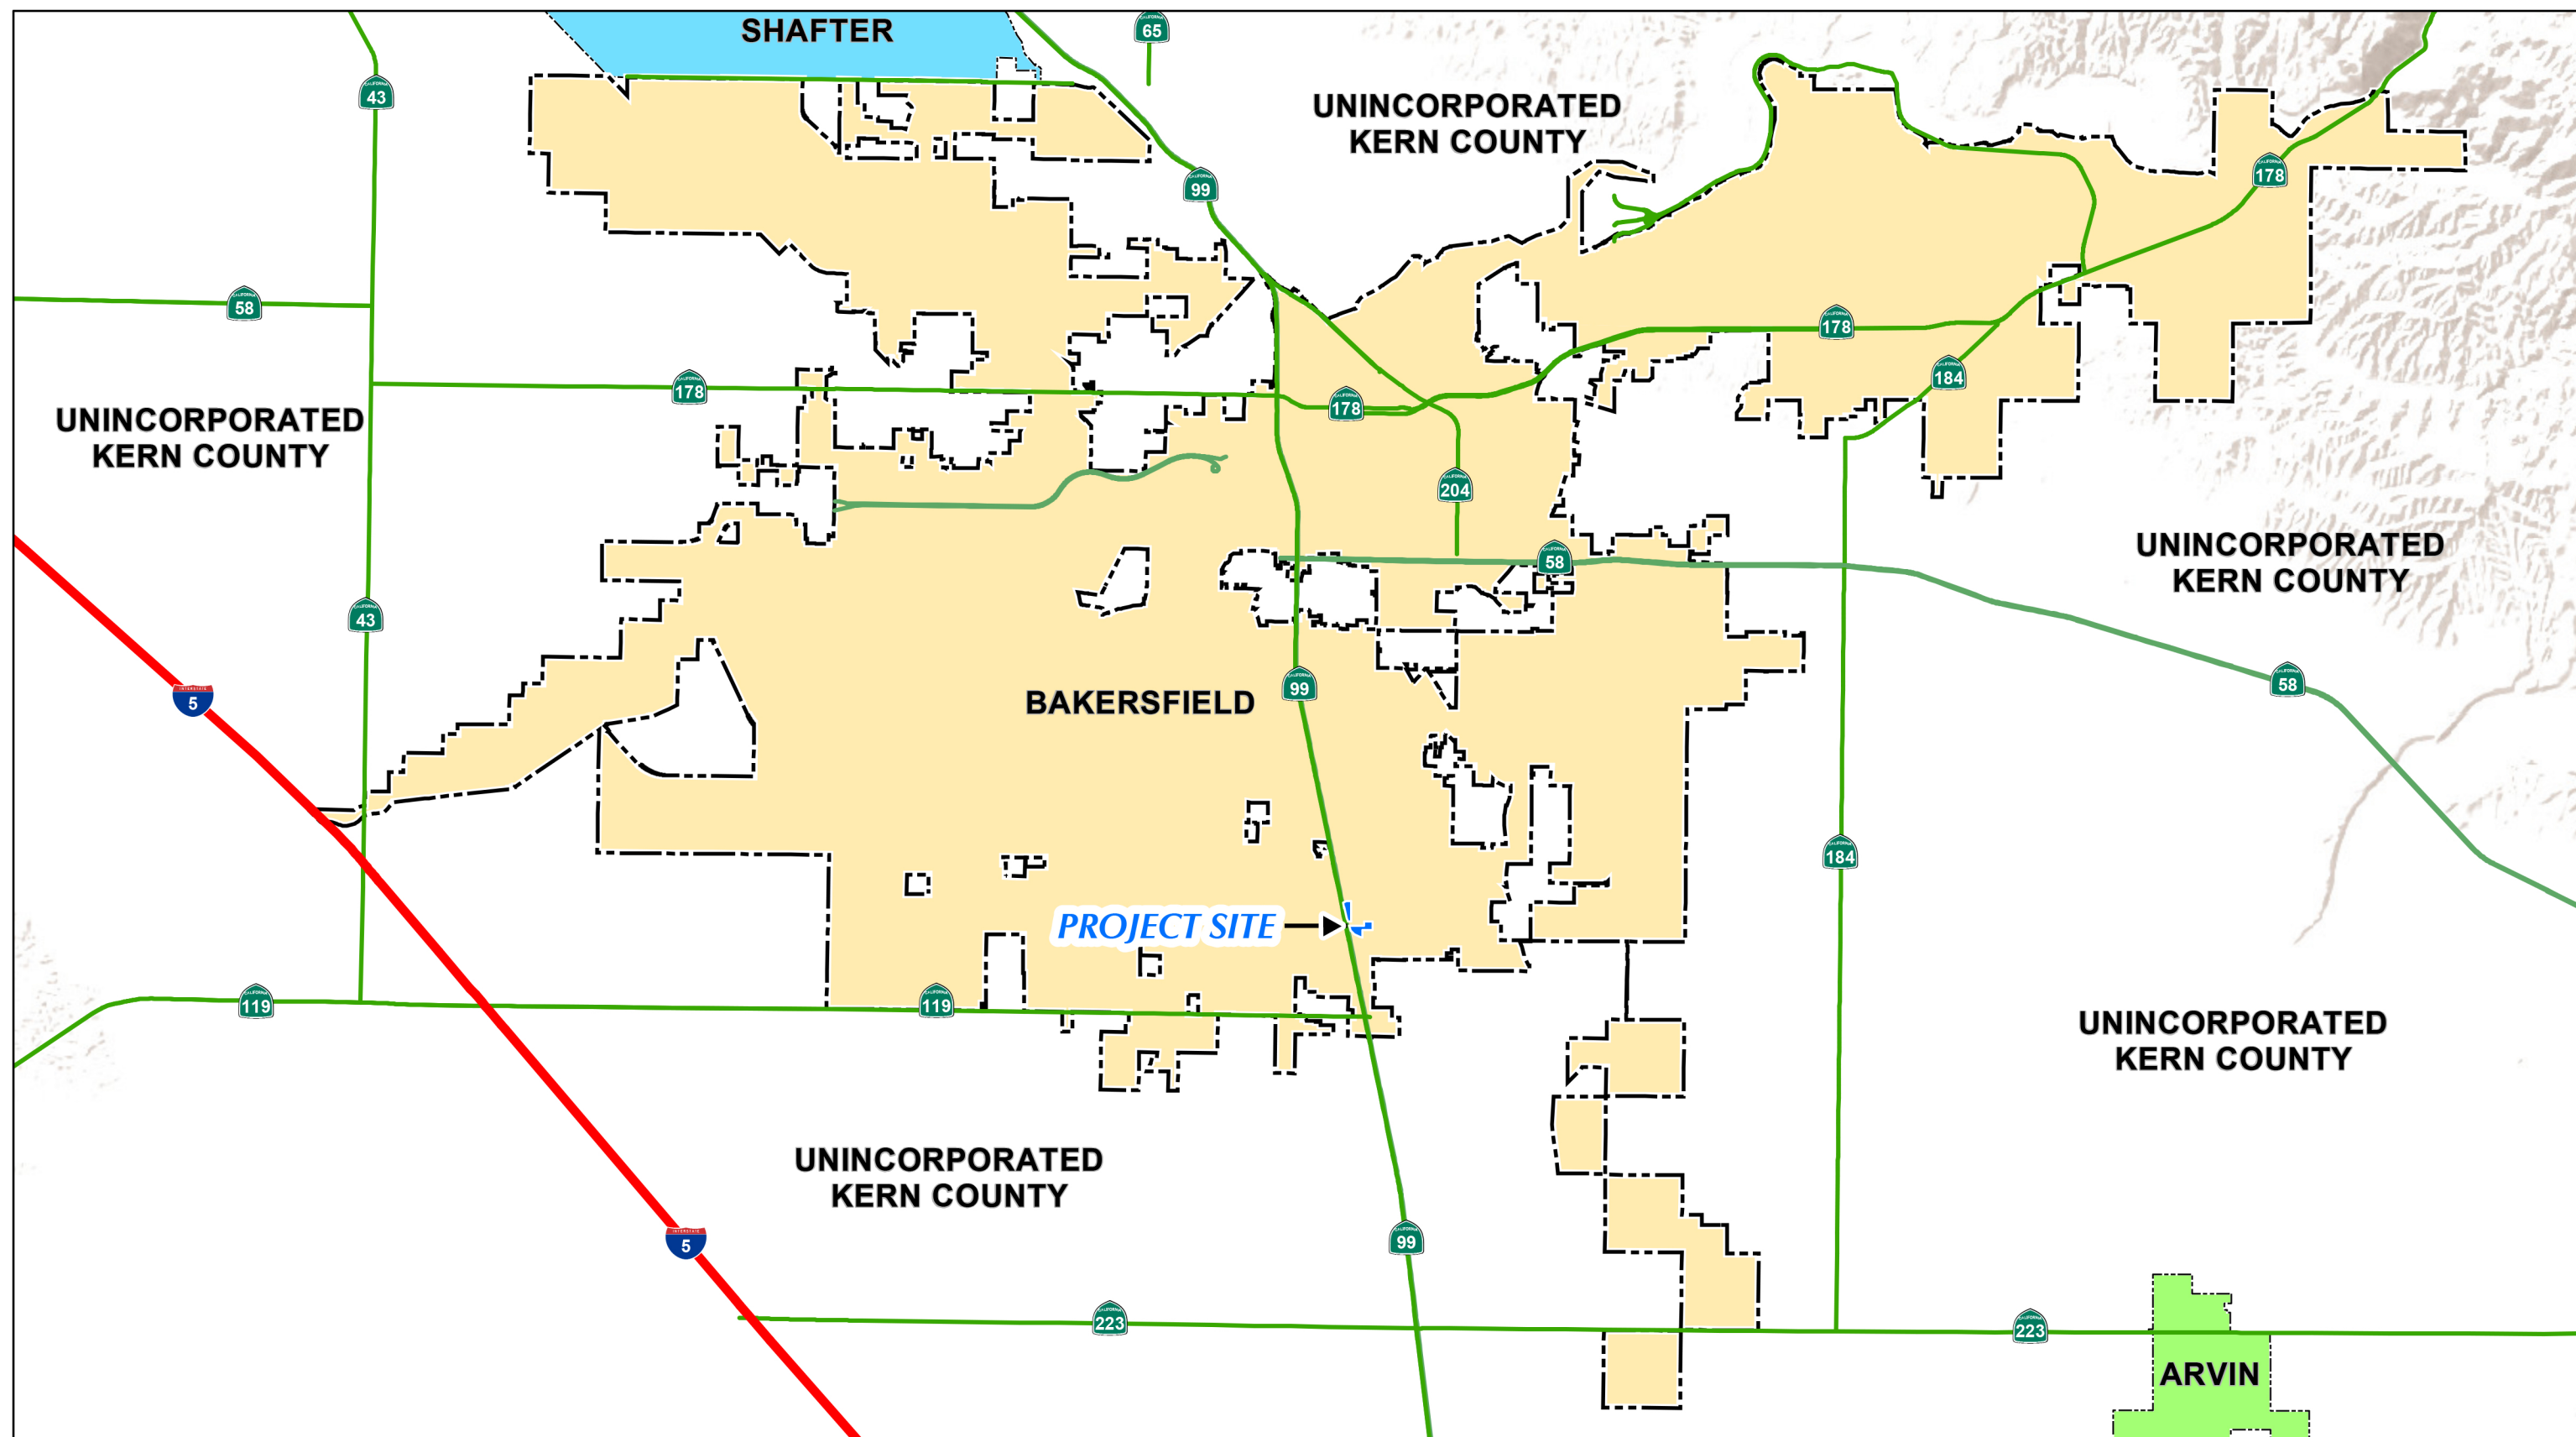 SHAFTER
65
43
UNINCORPORATED
KERN COUNTY
99
178
58
178
184
178
178
UNINCORPORATED
KERN COUNTY
204
58
UNINCORPORATED
KERN COUNTY
43
5
BAKERSFIELD
99
58
184
PROJECT SITE
119
119
UNINCORPORATED
KERN COUNTY
UNINCORPORATED
KERN COUNTY
5
99
223
223
ARVIN